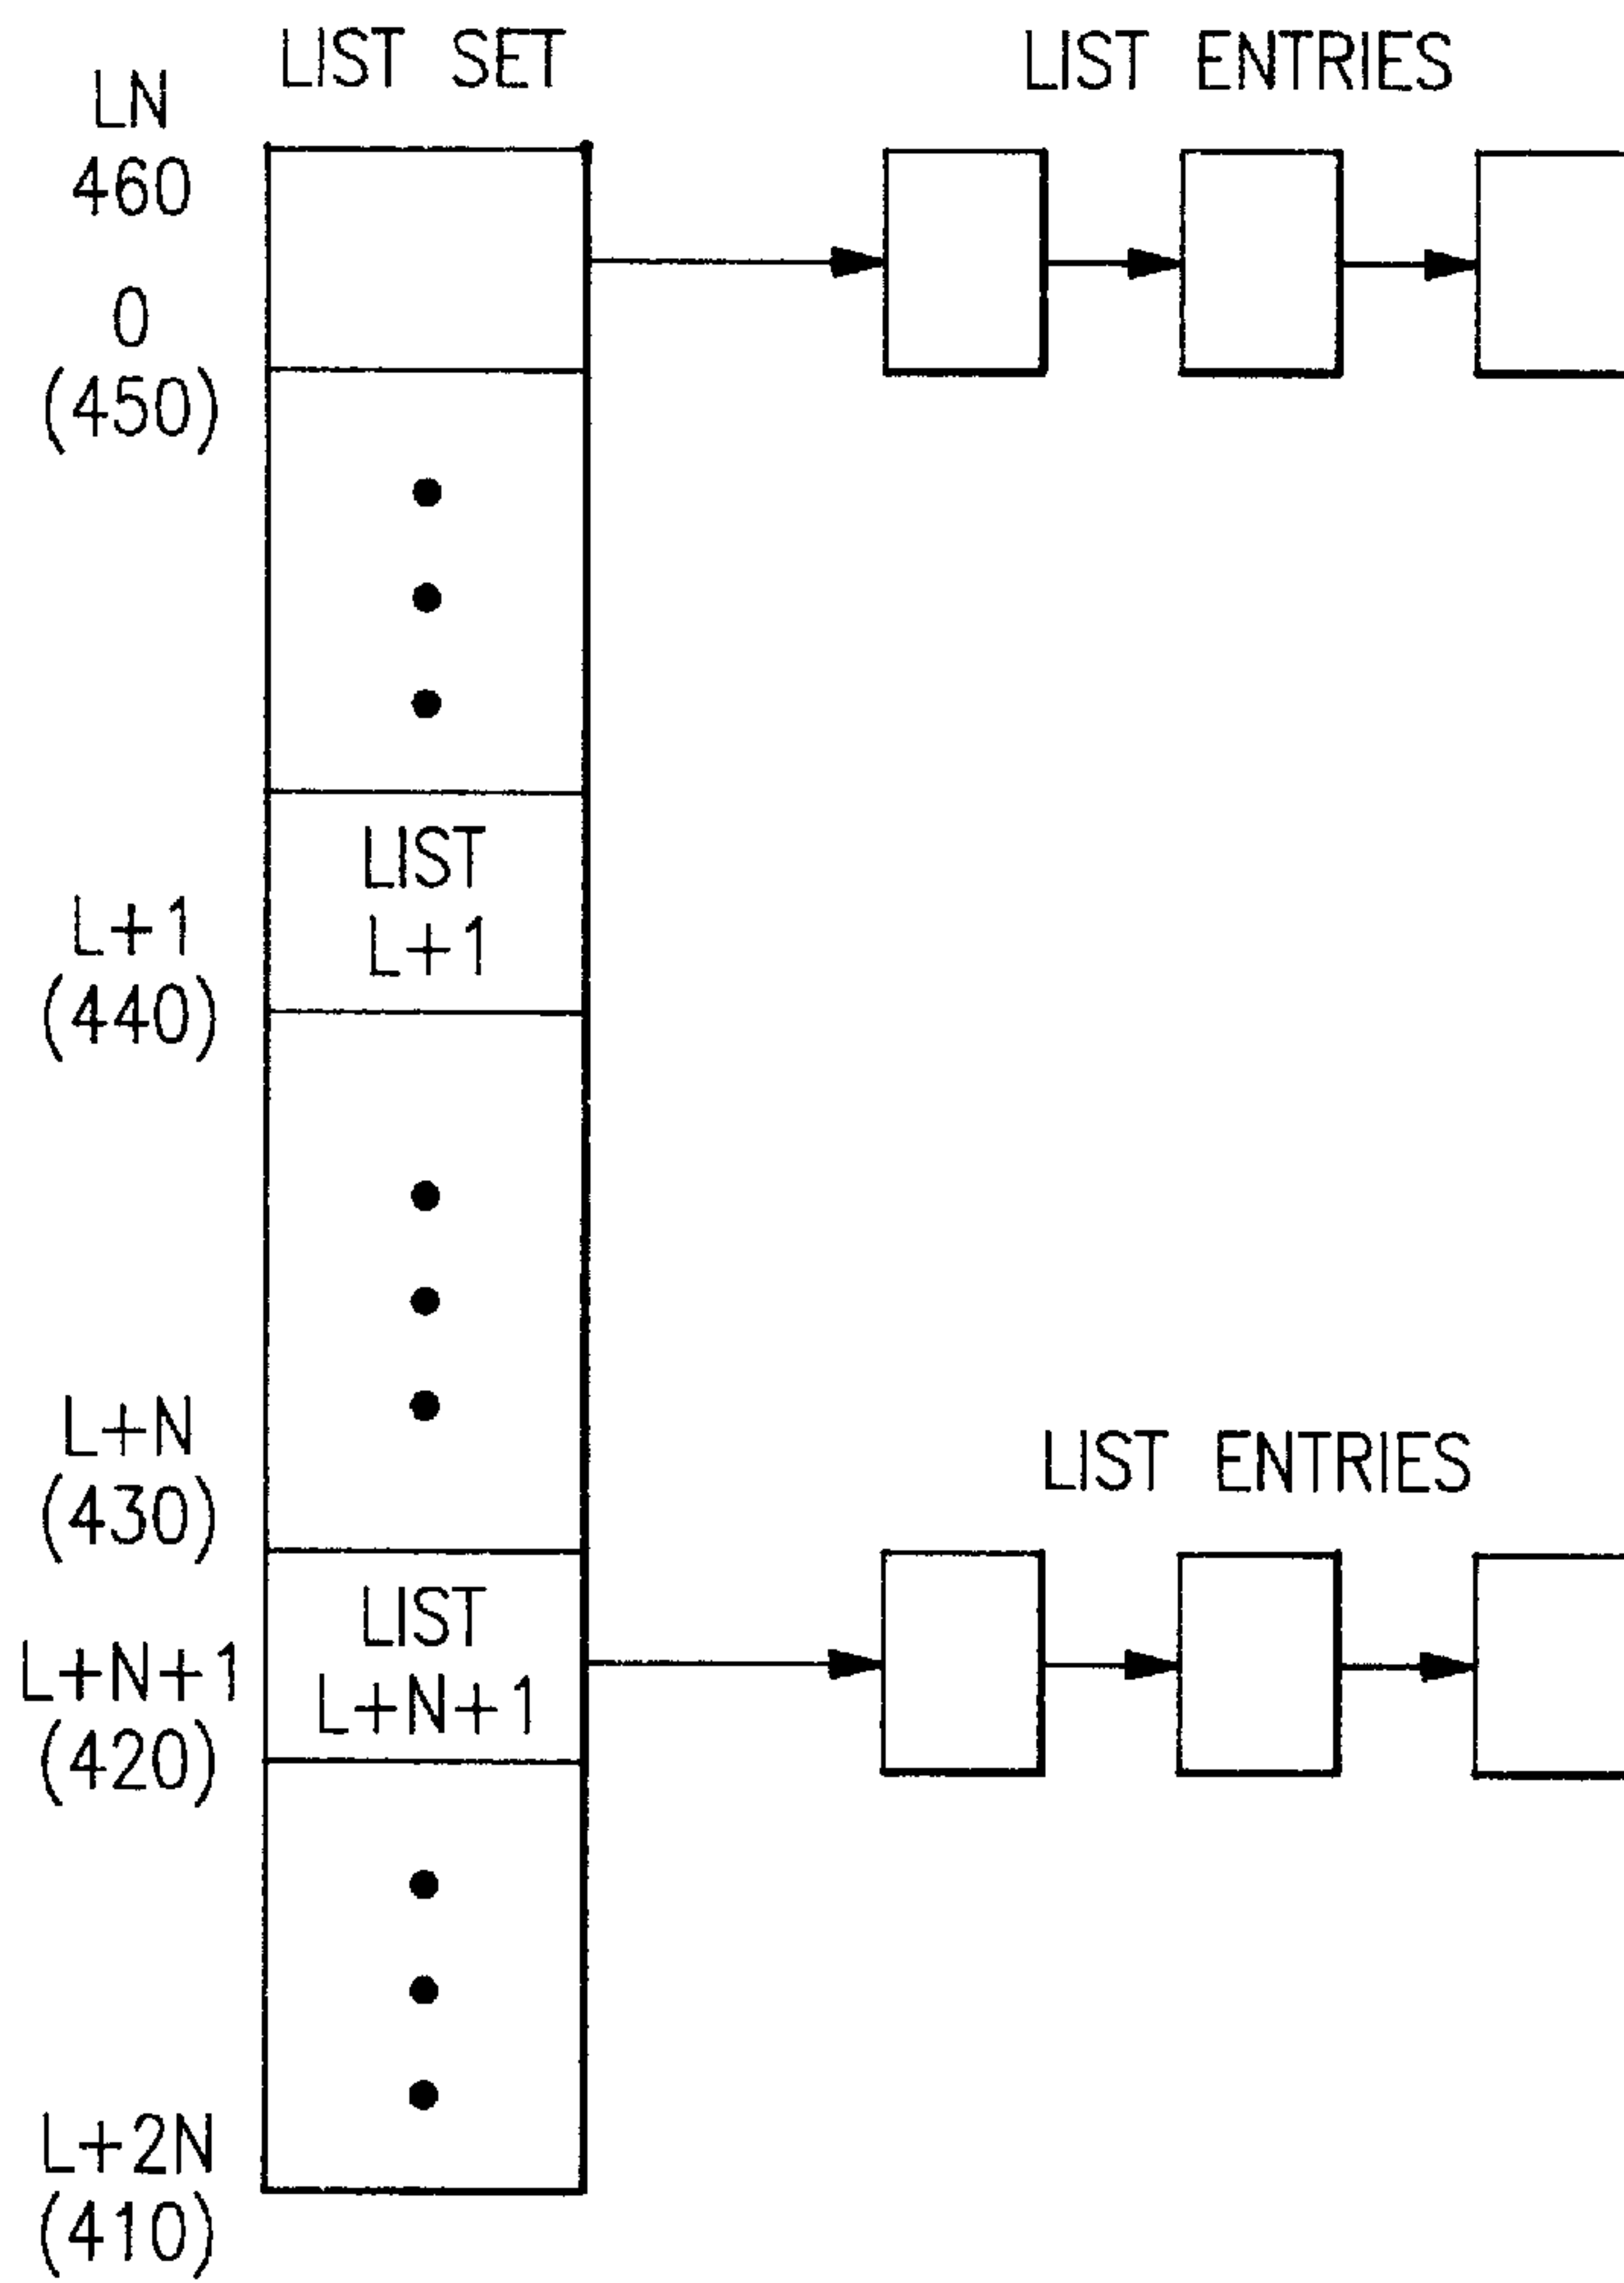 LIST SET
LIST ENTRIES
LN
460
0
(450)
LIST
L+1
L+1
(440)
L+N
(430)
LIST ENTRIES
LIST
L+N+1
L+N+1
(420)
L+2N
(410)